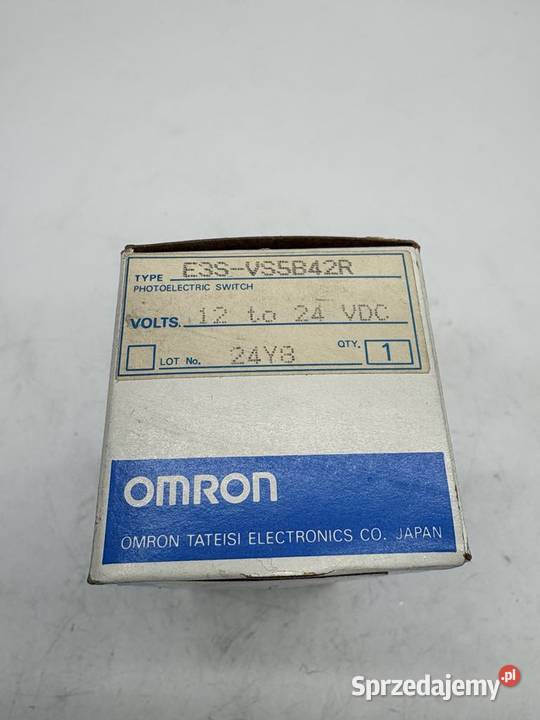 TYPE E3S-VS5B42R
PHOTOELECTRIC SWITCH
VOLTS. 12 to 24 VDC
LOT No. 24Y8 QTY. 1
OMRON
OMRON TATEISI ELECTRONICS CO. JAPAN
Sprzedajemy.pl